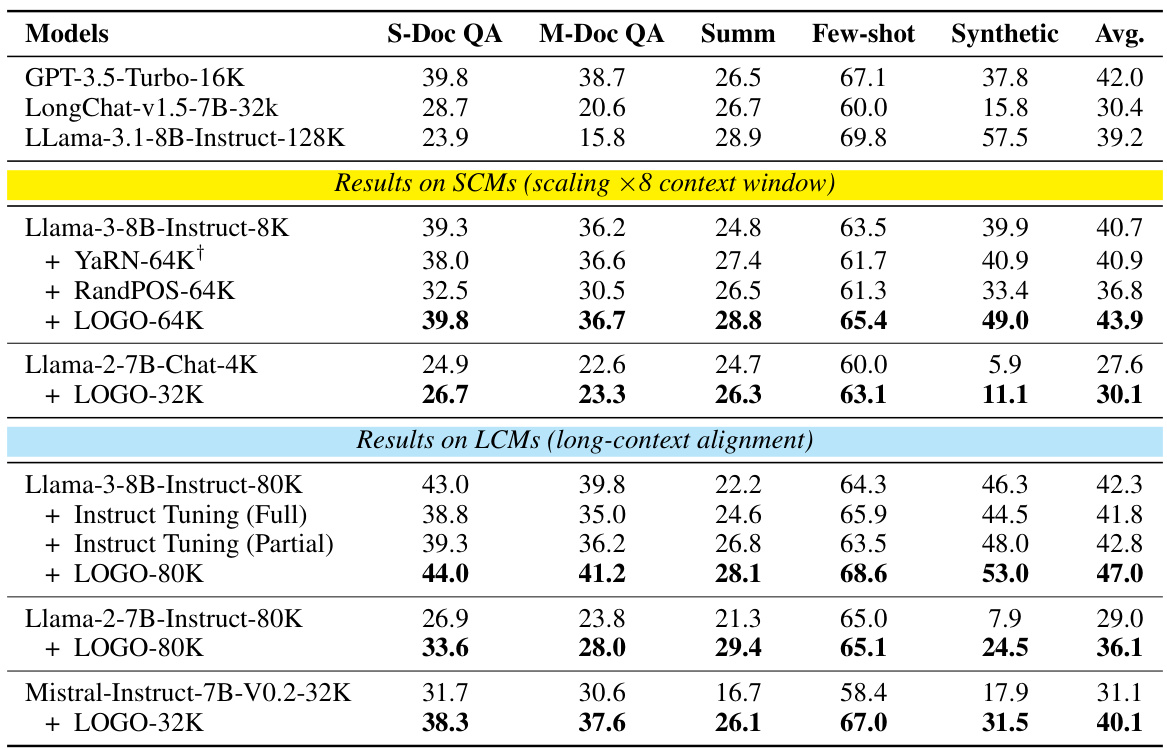 Models S-Doc QA M-Doc QA Summ Few-shot Synthetic Avg.
GPT-3.5-Turbo-16K 39.8 38.7 26.5 67.1 37.8 42.0
LongChat-v1.5-7B-32k 28.7 20.6 26.7 60.0 15.8 30.4
LLama-3.1-8B-Instruct-128K 23.9 15.8 28.9 69.8 57.5 39.2
Results on SCMs (scaling ×8 context window)
Llama-3-8B-Instruct-8K 39.3 36.2 24.8 63.5 39.9 40.7
+ YaRN-64K† 38.0 36.6 27.4 61.7 40.9 40.9
+ RandPOS-64K 32.5 30.5 26.5 61.3 33.4 36.8
+ LOGO-64K 39.8 36.7 28.8 65.4 49.0 43.9
Llama-2-7B-Chat-4K 24.9 22.6 24.7 60.0 5.9 27.6
+ LOGO-32K 26.7 23.3 26.3 63.1 11.1 30.1
Results on LCMs (long-context alignment)
Llama-3-8B-Instruct-80K 43.0 39.8 22.2 64.3 46.3 42.3
+ Instruct Tuning (Full) 38.8 35.0 24.6 65.9 44.5 41.8
+ Instruct Tuning (Partial) 39.3 36.2 26.8 63.5 48.0 42.8
+ LOGO-80K 44.0 41.2 28.1 68.6 53.0 47.0
Llama-2-7B-Instruct-80K 26.9 23.8 21.3 65.0 7.9 29.0
+ LOGO-80K 33.6 28.0 29.4 65.1 24.5 36.1
Mistral-Instruct-7B-V0.2-32K 31.7 30.6 16.7 58.4 17.9 31.1
+ LOGO-32K 38.3 37.6 26.1 67.0 31.5 40.1